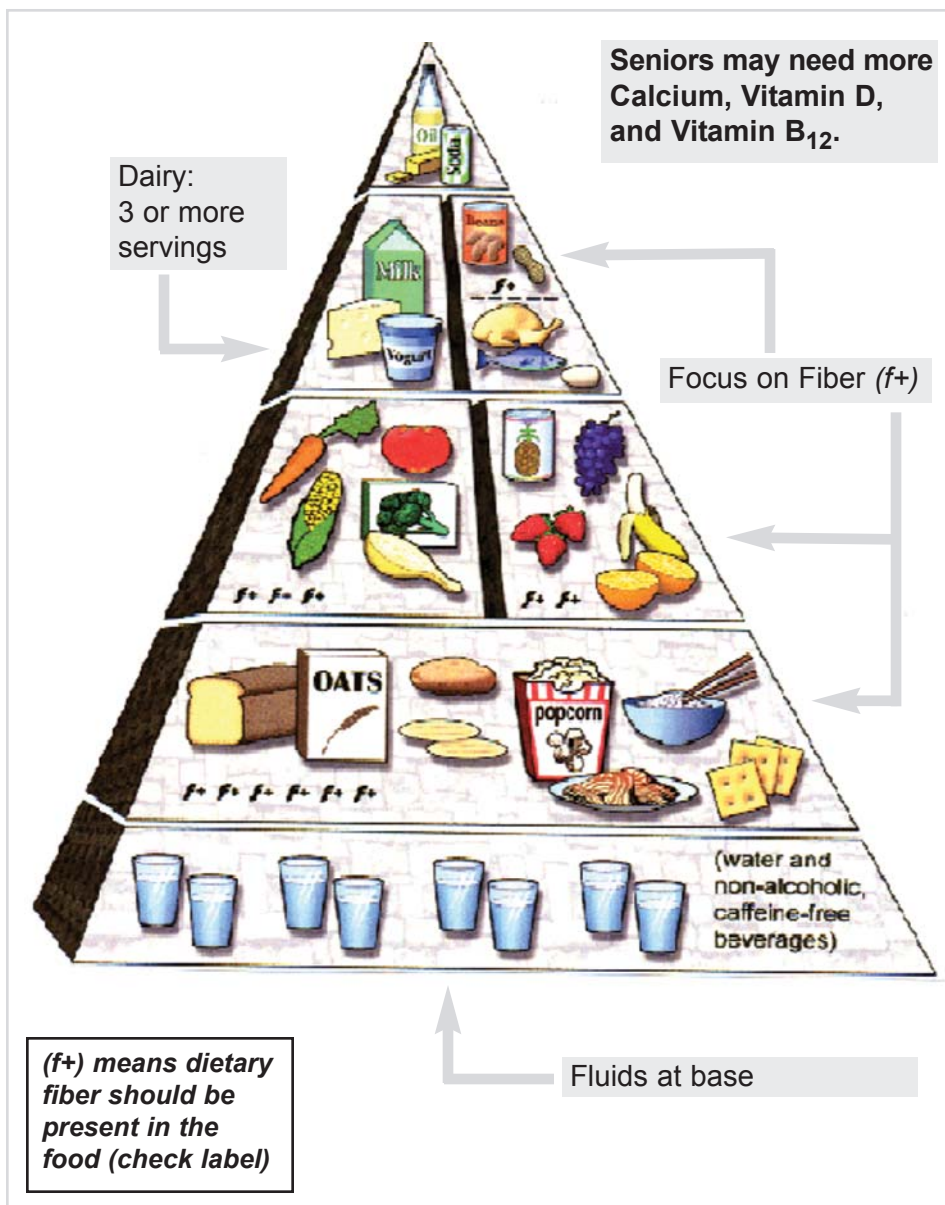 Seniors may need more
Calcium, Vitamin D,
and Vitamin B12.
Oil
Soda
Dairy:
3 or more
servings
Beans
Milk
f+
Yogurt
Focus on Fiber (f+)
f+ f+ f+
f+ f+
OATS
popcorn
f+ f+ f+ f+ f+ f+
(water and
non-alcoholic,
caffeine-free
beverages)
(f+) means dietary
fiber should be
present in the
food (check label)
Fluids at base